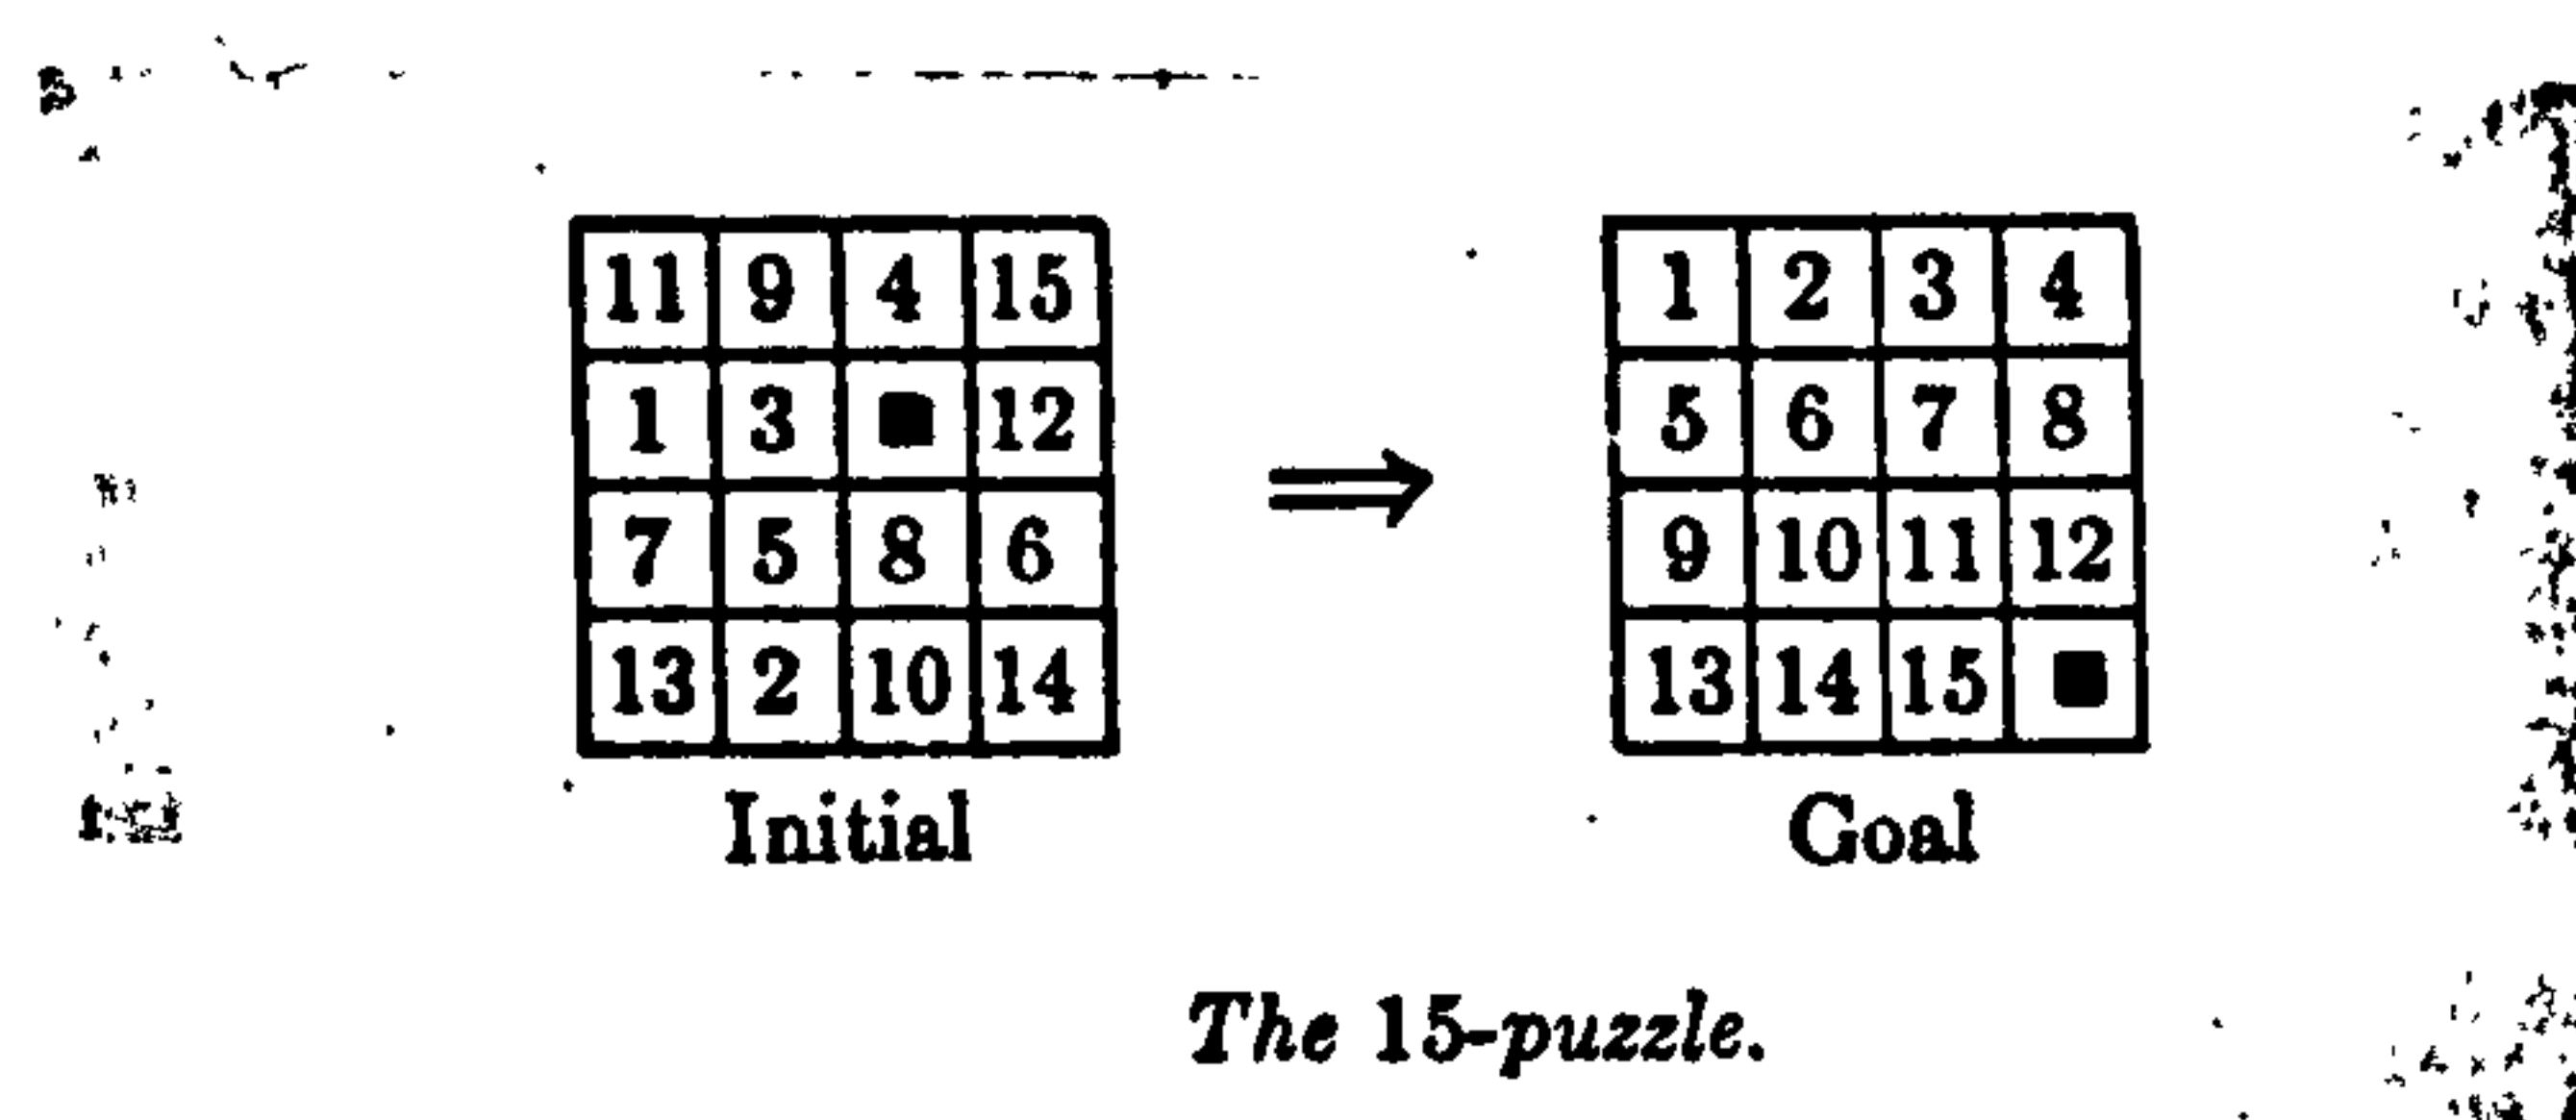 11 9 4 15
1 3 ■ 12
7 5 8 6
13 2 10 14
Initial
1 2 3 4
5 6 7 8
9 10 11 12
13 14 15 ■
Goal
The 15-puzzle.